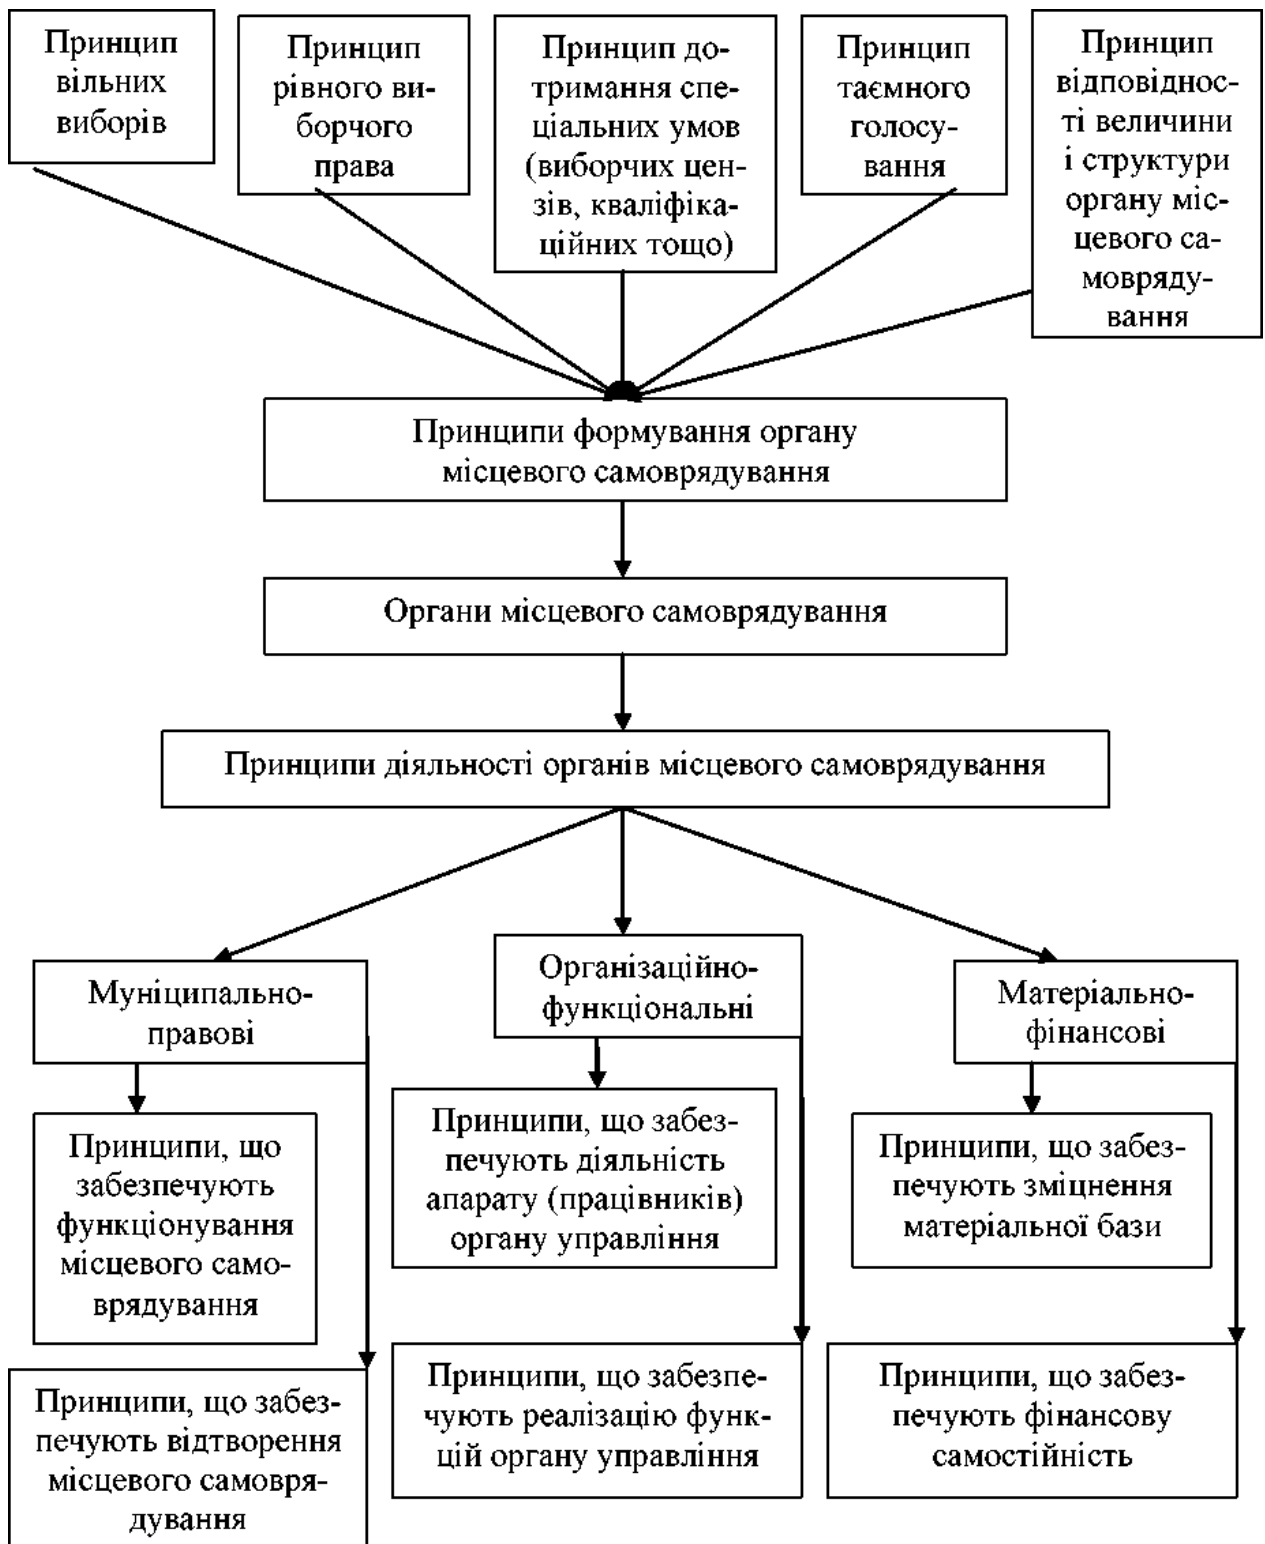 Принцип
вільних
виборів
Принцип
рівного ви-
борчого
права
Принцип до-
тримання спе-
ціальних умов
(виборчих цен-
зів, кваліфіка-
ційних тощо)
Принцип
таємного
голосу-
вання
Принцип
відповіднос-
ті величини
і структури
органу міс-
цевого са-
мовряду-
вання
Принципи формування органу
місцевого самоврядування
Органи місцевого самоврядування
Принципи діяльності органів місцевого самоврядування
Муніципально-
правові
Організаційно-
функціональні
Матеріально-
фінансові
Принципи, що
забезпечують
функціонування
місцевого само-
врядування
Принципи, що забез-
печують діяльність
апарату (працівників)
органу управління
Принципи, що забез-
печують зміцнення
матеріальної бази
Принципи, що забез-
печують відтворення
місцевого самовря-
дування
Принципи, що забезпе-
чують реалізацію функ-
цій органу управління
Принципи, що забез-
печують фінансову
самостійність